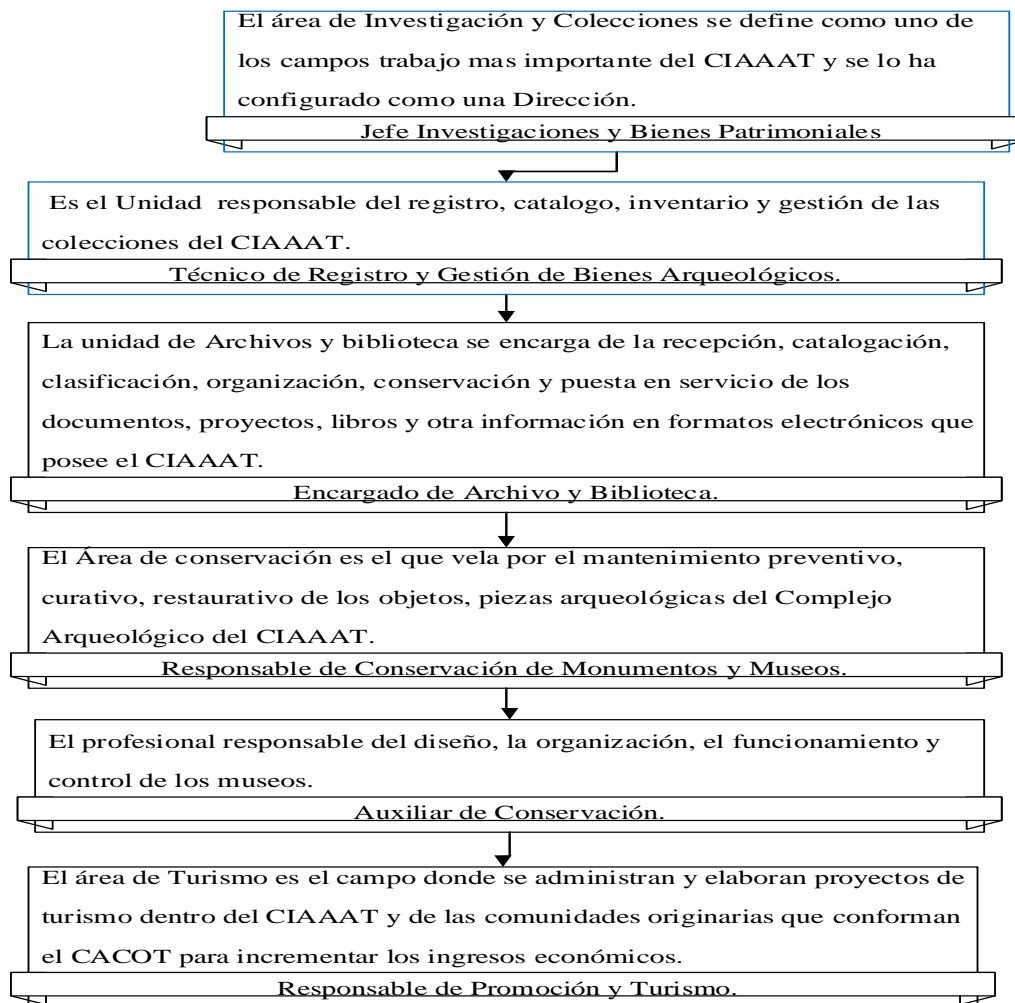 El área de Investigación y Colecciones se define como uno de
los campos trabajo mas importante del CIAAAT y se lo ha
configurado como una Dirección.
Jefe Investigaciones y Bienes Patrimoniales
Es el Unidad responsable del registro, catalogo, inventario y gestión de las
colecciones del CIAAAT.
Técnico de Registro y Gestión de Bienes Arqueológicos.
La unidad de Archivos y biblioteca se encarga de la recepción, catalogación,
clasificación, organización, conservación y puesta en servicio de los
documentos, proyectos, libros y otra información en formatos electrónicos que
posee el CIAAAT.
Encargado de Archivo y Biblioteca.
El Área de conservación es el que vela por el mantenimiento preventivo,
curativo, restaurativo de los objetos, piezas arqueológicas del Complejo
Arqueológico del CIAAAT.
Responsable de Conservación de Monumentos y Museos.
El profesional responsable del diseño, la organización, el funcionamiento y
control de los museos.
Auxiliar de Conservación.
El área de Turismo es el campo donde se administran y elaboran proyectos de
turismo dentro del CIAAAT y de las comunidades originarias que conforman
el CACOT para incrementar los ingresos económicos.
Responsable de Promoción y Turismo.